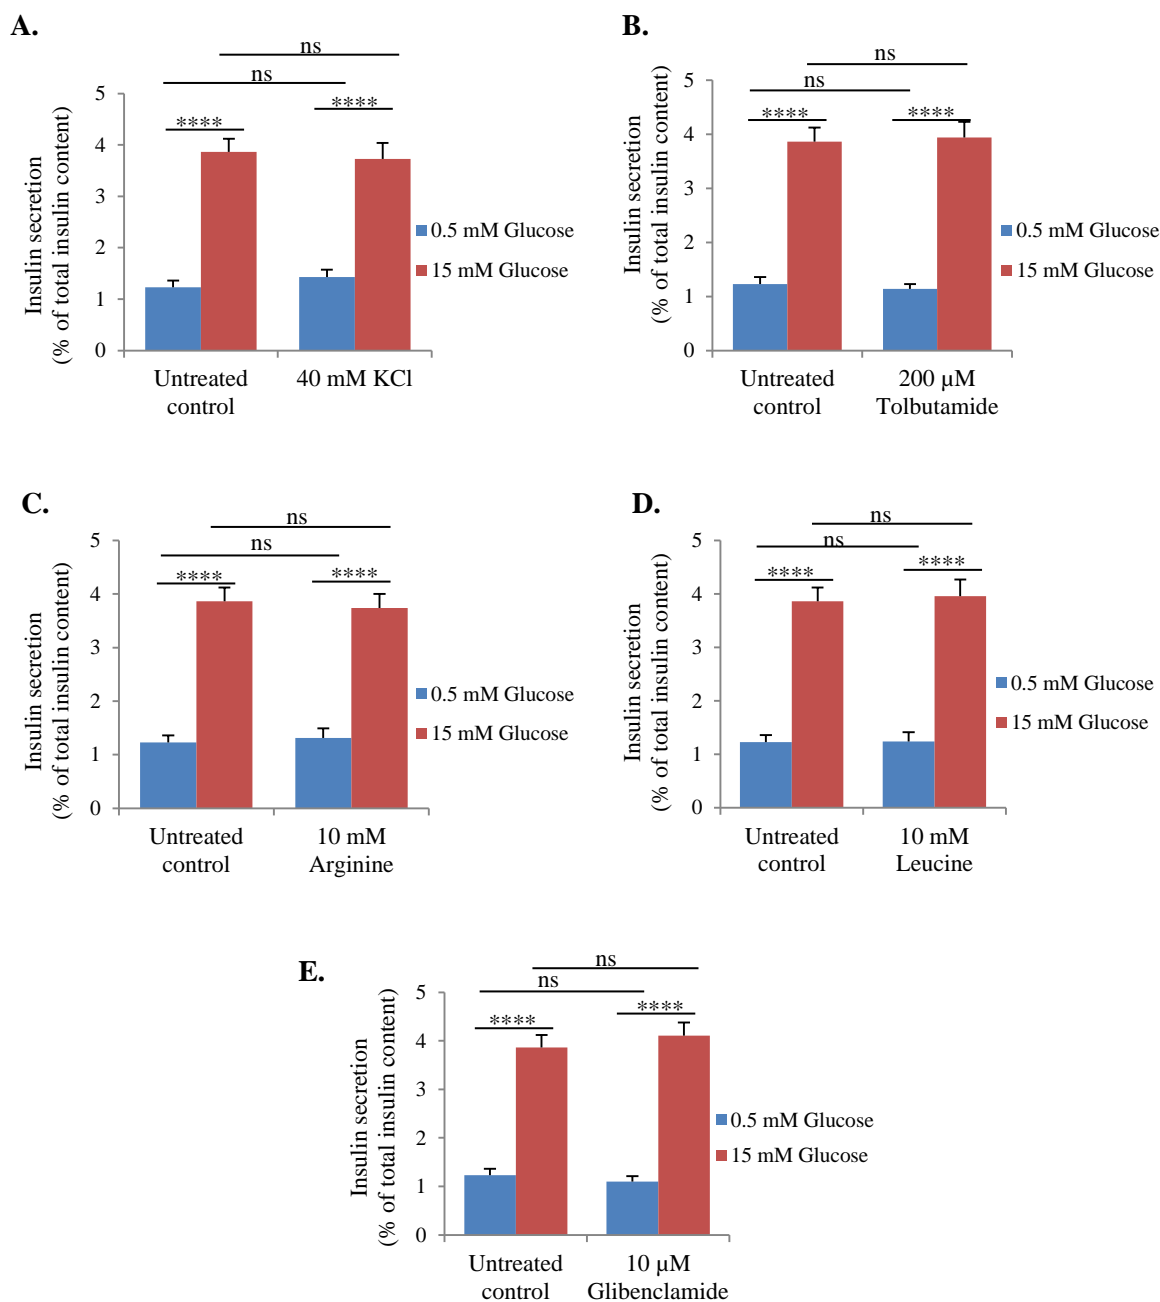 A.
ns
ns
****
****
5
4
3
2
1
0
Insulin secretion
(% of total insulin content)
0.5 mM Glucose
15 mM Glucose
Untreated
control
40 mM KCl
B.
ns
ns
****
****
5
4
3
2
1
0
Insulin secretion
(% of total insulin content)
0.5 mM Glucose
15 mM Glucose
Untreated
control
200 µM
Tolbutamide
C.
ns
ns
****
****
5
4
3
2
1
0
Insulin secretion
(% of total insulin content)
0.5 mM Glucose
15 mM Glucose
Untreated
control
10 mM
Arginine
D.
ns
ns
****
****
5
4
3
2
1
0
Insulin secretion
(% of total insulin content)
0.5 mM Glucose
15 mM Glucose
Untreated
control
10 mM
Leucine
E.
ns
ns
****
****
5
4
3
2
1
0
Insulin secretion
(% of total insulin content)
0.5 mM Glucose
15 mM Glucose
Untreated
control
10 µM
Glibenclamide